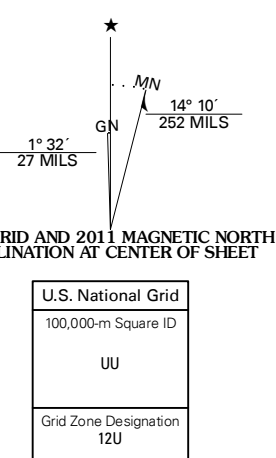 MN
GN
14° 10´
252 MILS
1° 32´
27 MILS
RID AND 2011 MAGNETIC NORTH
LINATION AT CENTER OF SHEET
U.S. National Grid
100,000-m Square ID
UU
Grid Zone Designation
12U